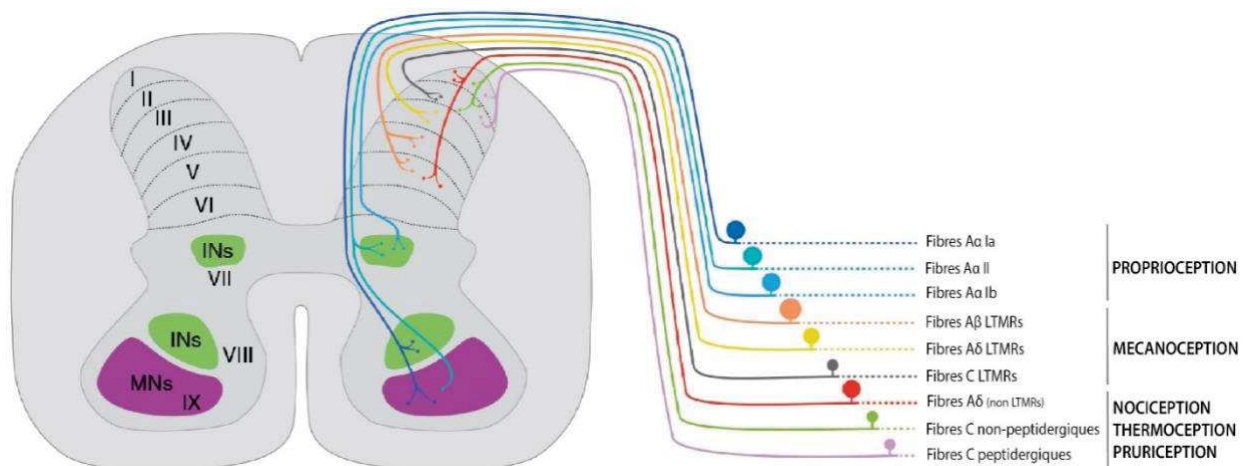 I
II
III
IV
V
VI
INs
VII
INs
VIII
MNs
IX
Fibres Aα Ia
Fibres Aα II
Fibres Aα Ib
PROPRIOCEPTION
Fibres Aβ LTMRs
Fibres Aδ LTMRs
Fibres C LTMRs
MECANOCEPTION
Fibres Aδ (non LTMRs)
Fibres C non-peptidergiques
Fibres C peptidergiques
NOCICEPTION
THERMOCEPTION
PRURICEPTION